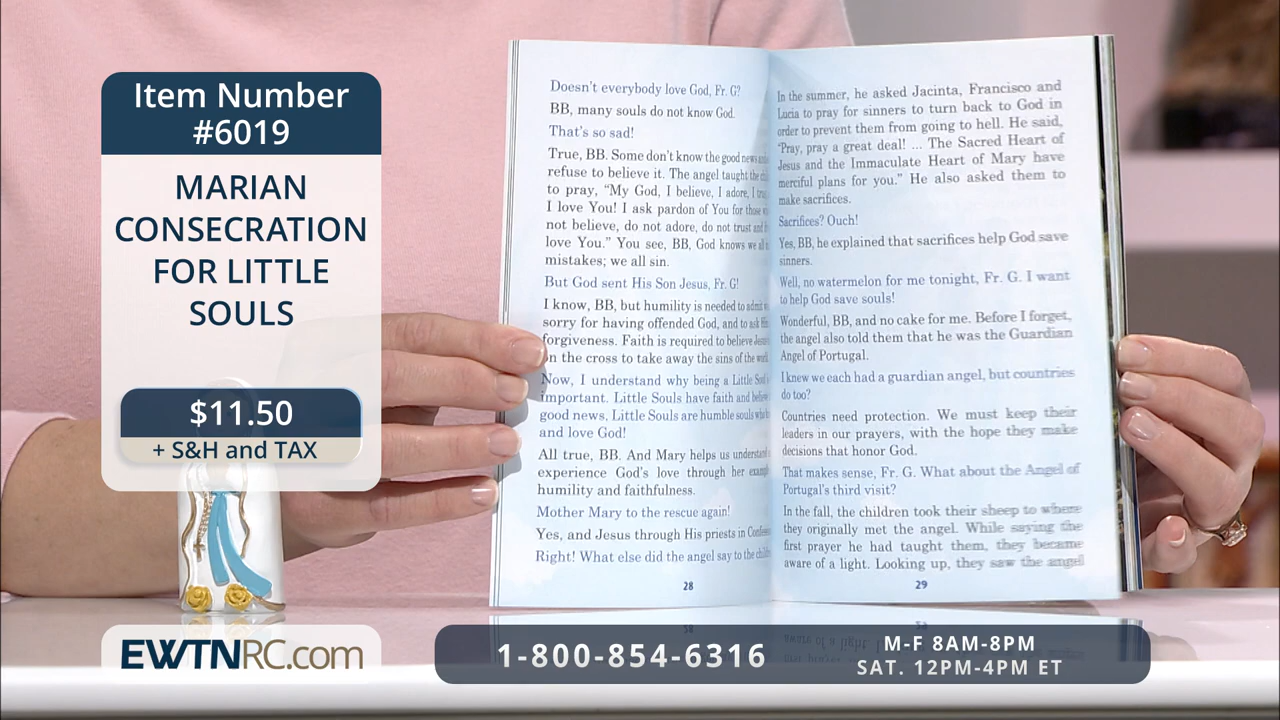 Item Number
#6019
MARIAN
CONSECRATION
FOR LITTLE
SOULS
$11.50
+ S&H and TAX
Doesn't everybody love God, Fr. G?
BB, many souls do not know God.
That's so sad!
True, BB. Some don't know the good news
refuse to believe it. The angel taught the
to pray, “My God, I believe, I adore, I
I love You! I ask pardon of You for those
not believe, do not adore, do not trust and
love You.” You see, BB, God knows we all
mistakes; we all sin.
But God sent His Son Jesus, Fr. G!
I know, BB, but humility is needed to admit
sorry for having offended God, and to ask
forgiveness. Faith is required to believe
on the cross to take away the sins of the
Now, I understand why being a Little
important. Little Souls have faith and
good news. Little Souls are humble souls
and love God!
All true, BB. And Mary helps us
experience God's love through her
humility and faithfulness.
Mother Mary to the rescue again!
Yes, and Jesus through His priests in
Right! What else did the angel say to the
28
In the summer, he asked Jacinta, Francisco and
Lucia to pray for sinners to turn back to God in
order to prevent them from going to hell. He said,
“Pray, pray a great deal! ... The Sacred Heart of
Jesus and the Immaculate Heart of Mary have
merciful plans for you.” He also asked them to
make sacrifices.
Sacrifices? Ouch!
Yes, BB, he explained that sacrifices help God save
sinners.
Well, no watermelon for me tonight, Fr. G. I want
to help God save souls!
Wonderful, BB, and no cake for me. Before I forget,
the angel also told them that he was the Guardian
Angel of Portugal.
I knew we each had a guardian angel, but countries
do too?
Countries need protection. We must keep their
leaders in our prayers, with the hope they make
decisions that honor God.
That makes sense, Fr. G. What about the Angel of
Portugal's third visit?
In the fall, the children took their sheep to where
they originally met the angel. While saying the
first prayer he had taught them, they became
aware of a light. Looking up, they saw the angel
29
EWTNRC.com
1-800-854-6316
M-F 8AM-8PM
SAT. 12PM-4PM ET